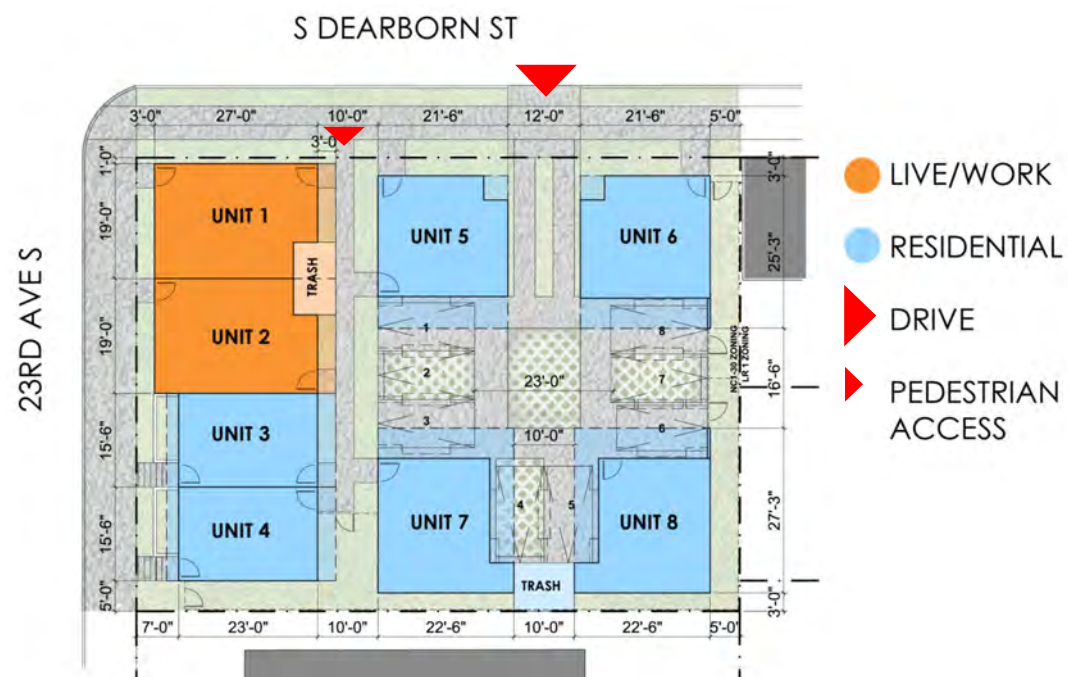 S DEARBORN ST
3'-0" 27'-0" 10'-0" 21'-6" 12'-0" 21'-6" 5'-0"
3'-0
1'-0"
19'-0"
19'-0"
15'-6"
15'-6"
5'-0"
23RD AVE S
UNIT 1
TRASH
UNIT 2
UNIT 3
UNIT 4
UNIT 5
UNIT 6
1
2
3
8
7
6
23'-0"
10'-0"
4
5
UNIT 7
UNIT 8
TRASH
NC1-30 ZONING
LR 1 ZONING
3'-0"
25'-3"
16'-6"
27'-3"
3'-0"
7'-0" 23'-0" 10'-0" 22'-6" 10'-0" 22'-6" 5'-0"
LIVE/WORK
RESIDENTIAL
DRIVE
PEDESTRIAN
ACCESS